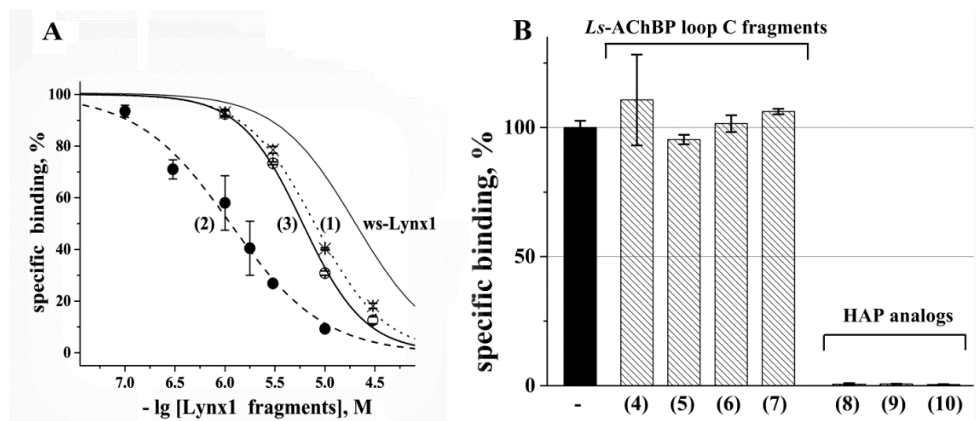 A
specific binding, %
100
80
60
40
20
0
(2)
(3)
(1)
ws-Lynx1
7.0 6.5 6.0 5.5 5.0 4.5
- lg [Lynx1 fragments], M
B
Ls-AChBP loop C fragments
specific binding, %
100
50
0
HAP analogs
- (4) (5) (6) (7) (8) (9) (10)